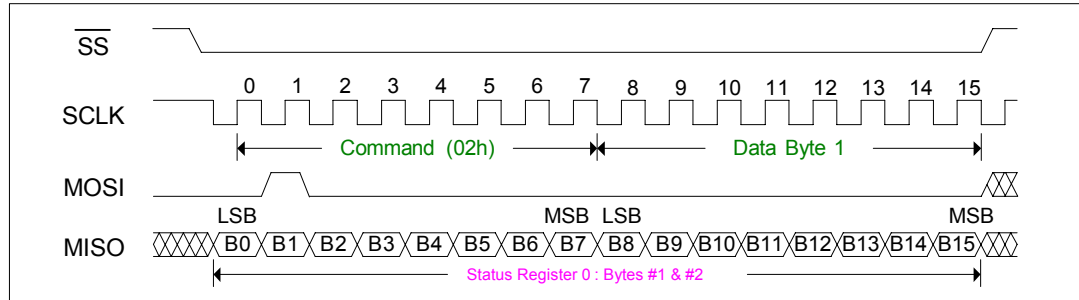 SS
0 1 2 3 4 5 6 7 8 9 10 11 12 13 14 15
SCLK
Command (02h) Data Byte 1
MOSI
LSB MSB LSB MSB
MISO B0 B1 B2 B3 B4 B5 B6 B7 B8 B9 B10 B11 B12 B13 B14 B15
Status Register 0 : Bytes #1 & #2